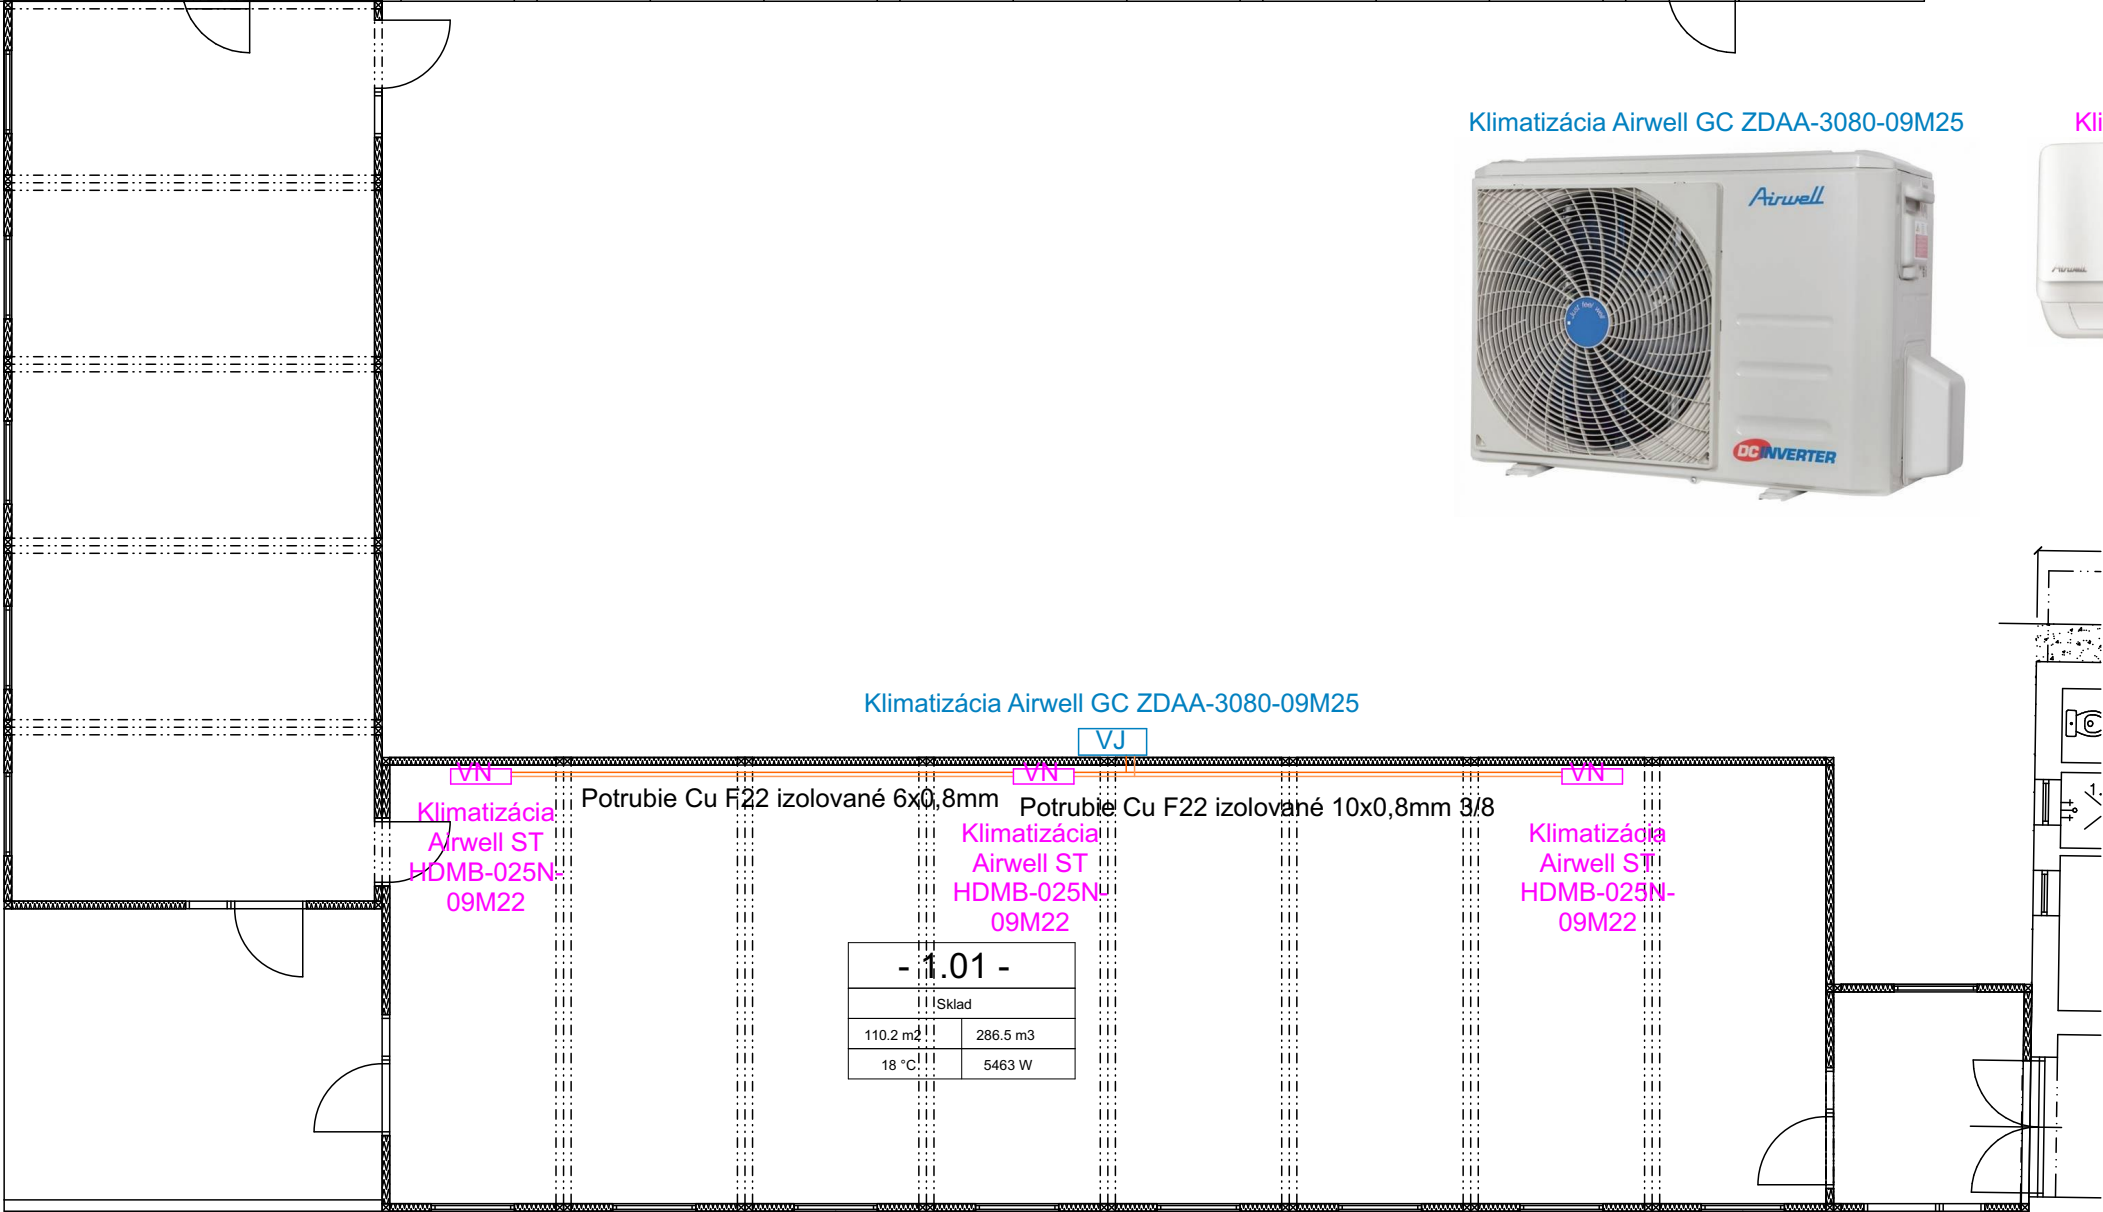 Klimatizácia Airwell GC ZDAA-3080-09M25
Kli
Airwell
Airwell
DC INVERTER
Klimatizácia Airwell GC ZDAA-3080-09M25
VJ
VN
VN
VN
Potrubie Cu F22 izolované 6x0,8mm
Potrubie Cu F22 izolované 10x0,8mm 3/8
Klimatizácia
Airwell ST
HDMB-025N-
09M22
Klimatizácia
Airwell ST
HDMB-025N-
09M22
Klimatizácia
Airwell ST
HDMB-025N-
09M22
- 1.01 -
Sklad
110.2 m2
286.5 m3
18 °C
5463 W
1.